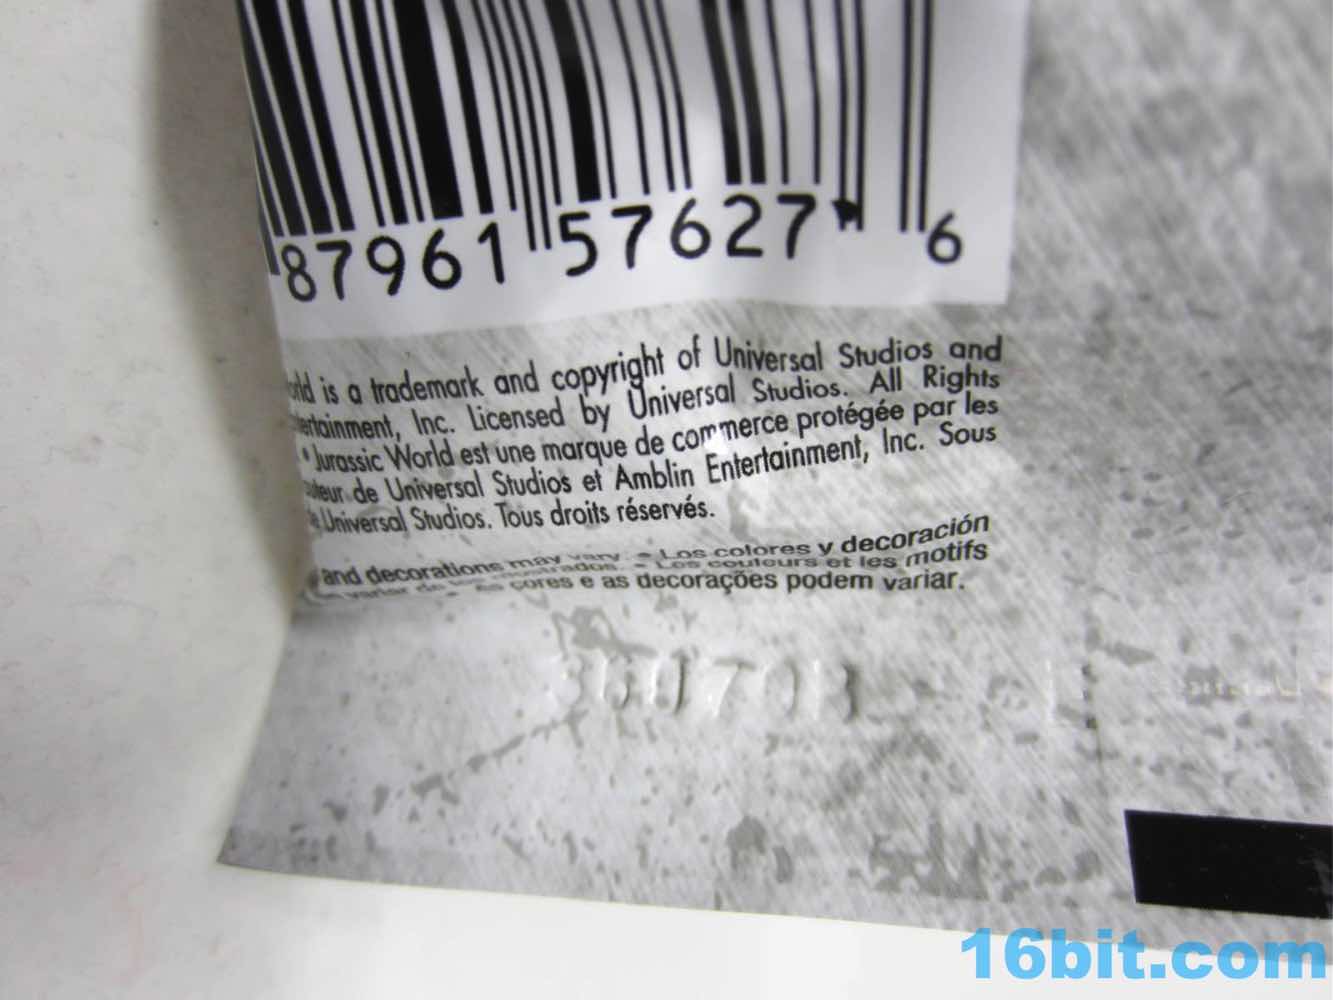 87961 57627 6
is a trademark and copyright of Universal Studios and
Inc. Licensed by Universal Studios. All Rights
• Jurassic World est une marque de commerce protégée par les
de Universal Studios et Amblin Entertainment, Inc. Sous
Universal Studios. Tous droits réservés.
and decorations may vary. • Los colores y decoración
• Les couleurs et les motifs
• As cores e as decorações podem variar.
16bit.com